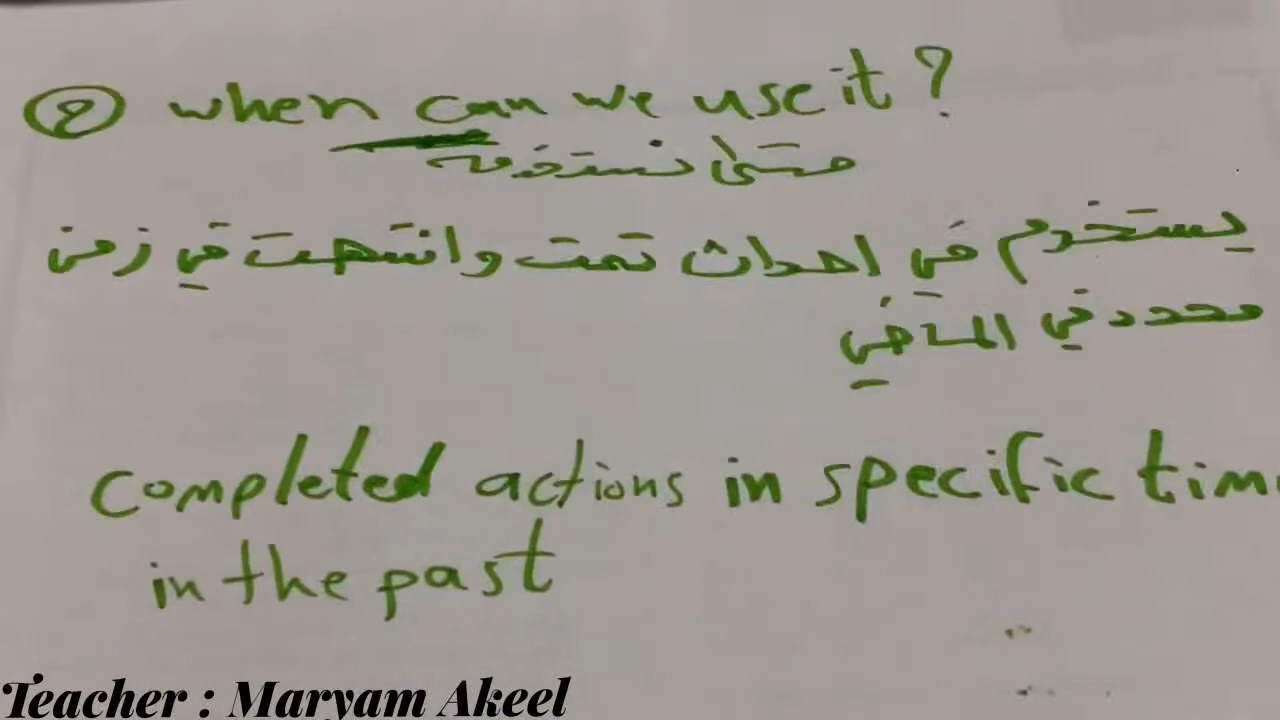 ② when can we use it ?
متى نستخدمه
يستخدم في احداث تمت وانتهت في زمن
محدد في الماضي
completed actions in specific tim
in the past
Teacher : Maryam Akeel